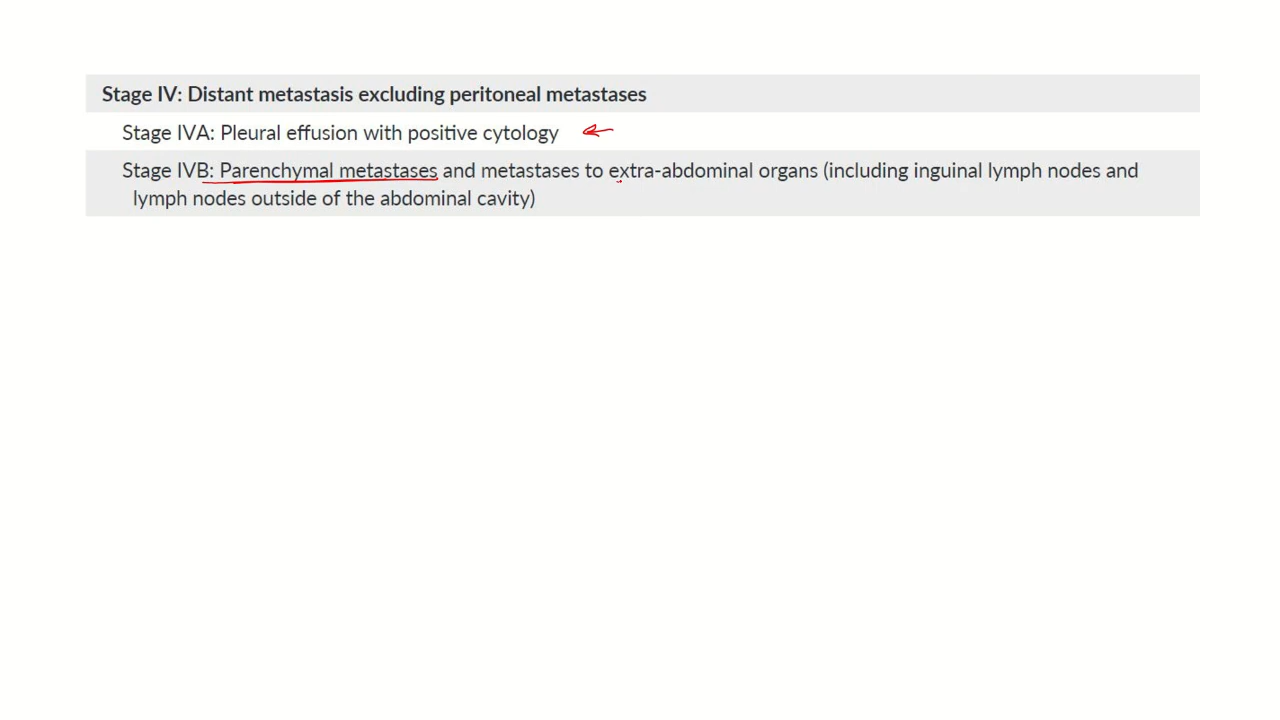 Stage IV: Distant metastasis excluding peritoneal metastases
Stage IVA: Pleural effusion with positive cytology
Stage IVB: Parenchymal metastases and metastases to extra-abdominal organs (including inguinal lymph nodes and
lymph nodes outside of the abdominal cavity)